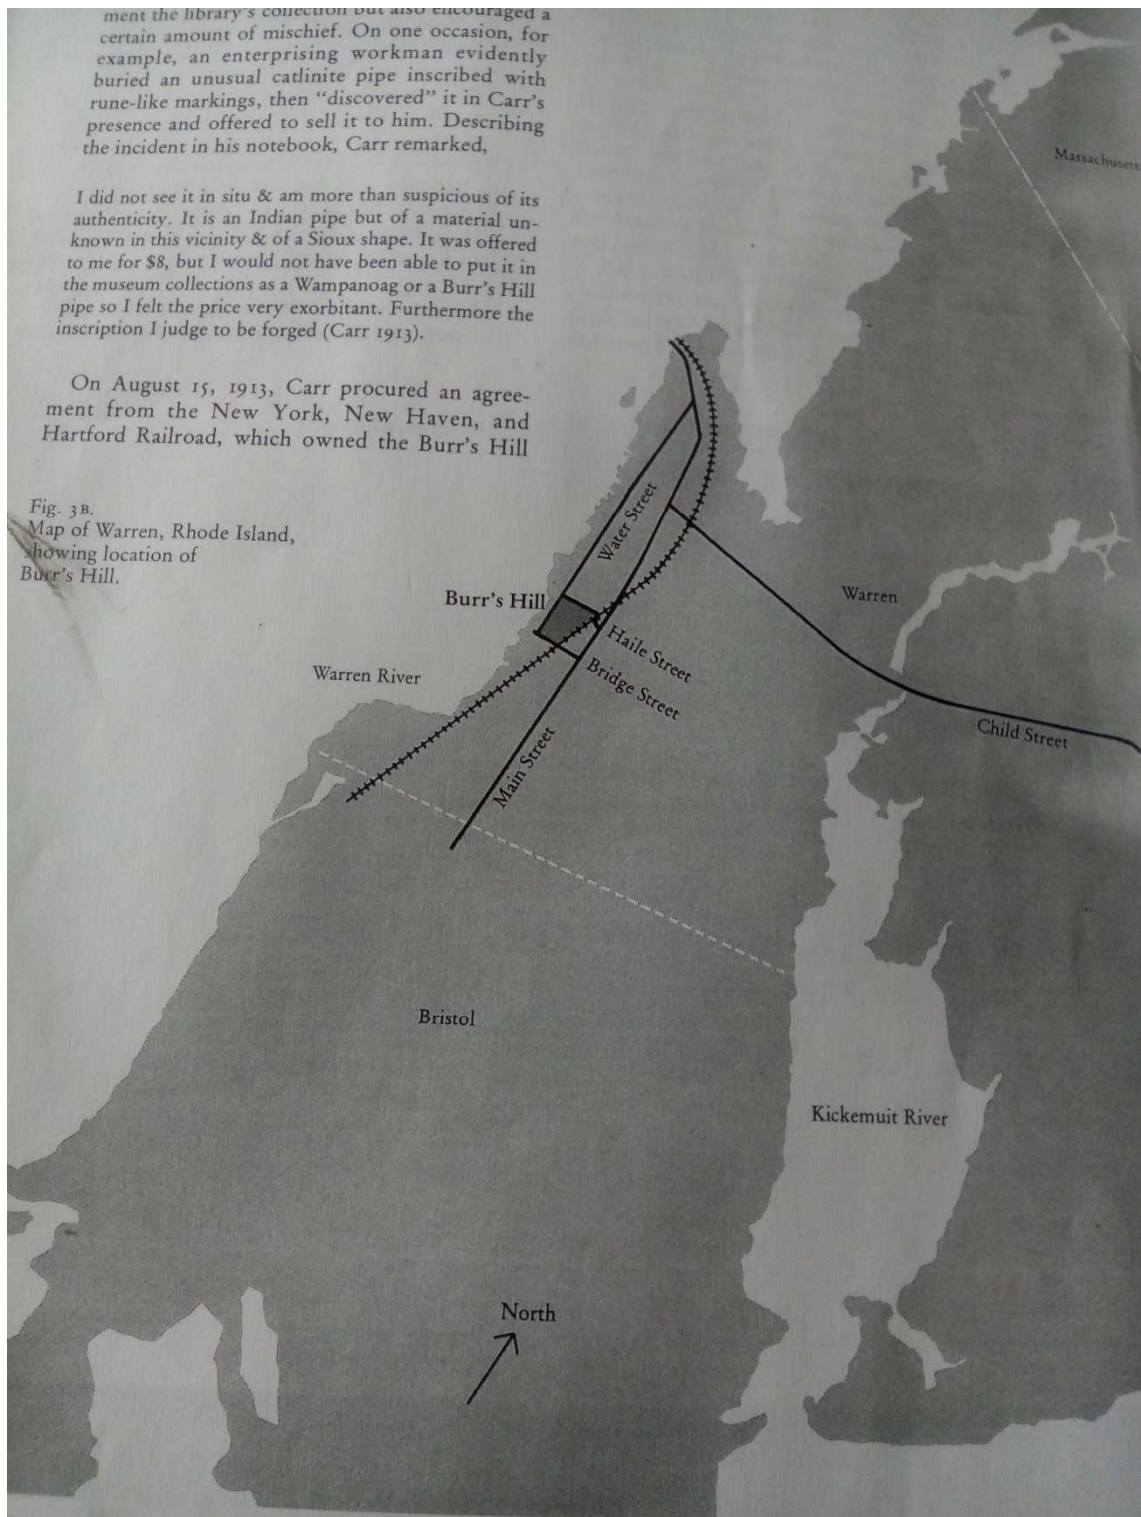 ment the library's collection but also encouraged a
certain amount of mischief. On one occasion, for
example, an enterprising workman evidently
buried an unusual catlinite pipe inscribed with
rune-like markings, then “discovered” it in Carr's
presence and offered to sell it to him. Describing
the incident in his notebook, Carr remarked,
I did not see it in situ & am more than suspicious of its
authenticity. It is an Indian pipe but of a material un-
known in this vicinity & of a Sioux shape. It was offered
to me for $8, but I would not have been able to put it in
the museum collections as a Wampanoag or a Burr's Hill
pipe so I felt the price very exorbitant. Furthermore the
inscription I judge to be forged (Carr 1913).
On August 15, 1913, Carr procured an agree-
ment from the New York, New Haven, and
Hartford Railroad, which owned the Burr's Hill
Fig. 3B.
Map of Warren, Rhode Island,
showing location of
Burr's Hill.
Massachusett
Water Street
Burr's Hill
Warren
Haile Street
Warren River
Bridge Street
Child Street
Main Street
Bristol
Kickemuit River
North